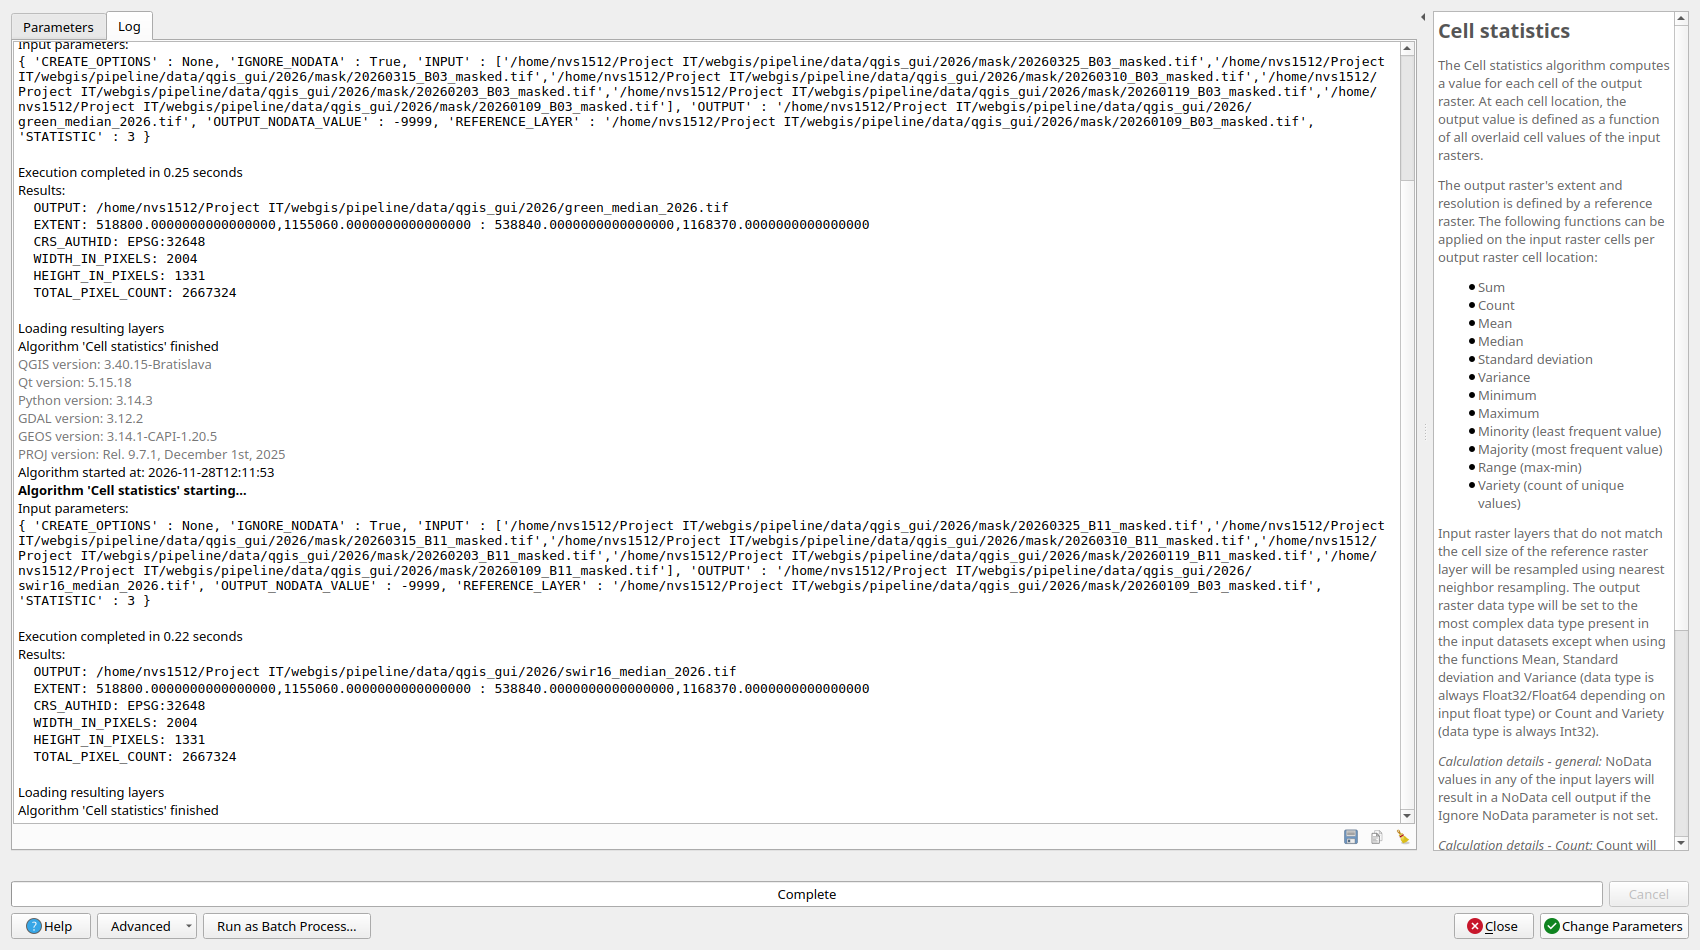 Parameters
Log
Input parameters:
{ 'CREATE_OPTIONS' : None, 'IGNORE_NODATA' : True, 'INPUT' : ['/home/nvs1512/Project IT/webgis/pipeline/data/qgis_gui/2026/mask/20260325_B03_masked.tif','/home/nvs1512/Project
IT/webgis/pipeline/data/qgis_gui/2026/mask/20260315_B03_masked.tif','/home/nvs1512/Project IT/webgis/pipeline/data/qgis_gui/2026/mask/20260310_B03_masked.tif','/home/nvs1512/
Project IT/webgis/pipeline/data/qgis_gui/2026/mask/20260203_B03_masked.tif','/home/nvs1512/Project IT/webgis/pipeline/data/qgis_gui/2026/mask/20260119_B03_masked.tif','/home/
nvs1512/Project IT/webgis/pipeline/data/qgis_gui/2026/mask/20260109_B03_masked.tif'], 'OUTPUT' : '/home/nvs1512/Project IT/webgis/pipeline/data/qgis_gui/2026/
green_median_2026.tif', 'OUTPUT_NODATA_VALUE' : -9999, 'REFERENCE_LAYER' : '/home/nvs1512/Project IT/webgis/pipeline/data/qgis_gui/2026/mask/20260109_B03_masked.tif',
'STATISTIC' : 3 }
Execution completed in 0.25 seconds
Results:
OUTPUT: /home/nvs1512/Project IT/webgis/pipeline/data/qgis_gui/2026/green_median_2026.tif
EXTENT: 518800.0000000000000000,1155060.0000000000000000 : 538840.0000000000000000,1168370.0000000000000000
CRS_AUTHID: EPSG:32648
WIDTH_IN_PIXELS: 2004
HEIGHT_IN_PIXELS: 1331
TOTAL_PIXEL_COUNT: 2667324
Loading resulting layers
Algorithm 'Cell statistics' finished
QGIS version: 3.40.15-Bratislava
Qt version: 5.15.18
Python version: 3.14.3
GDAL version: 3.12.2
GEOS version: 3.14.1-CAPI-1.20.5
PROJ version: Rel. 9.7.1, December 1st, 2025
Algorithm started at: 2026-11-28T12:11:53
Algorithm 'Cell statistics' starting...
Input parameters:
{ 'CREATE_OPTIONS' : None, 'IGNORE_NODATA' : True, 'INPUT' : ['/home/nvs1512/Project IT/webgis/pipeline/data/qgis_gui/2026/mask/20260325_B11_masked.tif','/home/nvs1512/Project
IT/webgis/pipeline/data/qgis_gui/2026/mask/20260315_B11_masked.tif','/home/nvs1512/Project IT/webgis/pipeline/data/qgis_gui/2026/mask/20260310_B11_masked.tif','/home/nvs1512/
Project IT/webgis/pipeline/data/qgis_gui/2026/mask/20260203_B11_masked.tif','/home/nvs1512/Project IT/webgis/pipeline/data/qgis_gui/2026/mask/20260119_B11_masked.tif','/home/
nvs1512/Project IT/webgis/pipeline/data/qgis_gui/2026/mask/20260109_B11_masked.tif'], 'OUTPUT' : '/home/nvs1512/Project IT/webgis/pipeline/data/qgis_gui/2026/
swir16_median_2026.tif', 'OUTPUT_NODATA_VALUE' : -9999, 'REFERENCE_LAYER' : '/home/nvs1512/Project IT/webgis/pipeline/data/qgis_gui/2026/mask/20260109_B03_masked.tif',
'STATISTIC' : 3 }
Execution completed in 0.22 seconds
Results:
OUTPUT: /home/nvs1512/Project IT/webgis/pipeline/data/qgis_gui/2026/swir16_median_2026.tif
EXTENT: 518800.0000000000000000,1155060.0000000000000000 : 538840.0000000000000000,1168370.0000000000000000
CRS_AUTHID: EPSG:32648
WIDTH_IN_PIXELS: 2004
HEIGHT_IN_PIXELS: 1331
TOTAL_PIXEL_COUNT: 2667324
Loading resulting layers
Algorithm 'Cell statistics' finished
Cell statistics
The Cell statistics algorithm computes
a value for each cell of the output
raster. At each cell location, the
output value is defined as a function
of all overlaid cell values of the input
rasters.
The output raster's extent and
resolution is defined by a reference
raster. The following functions can be
applied on the input raster cells per
output raster cell location:
Sum
Count
Mean
Median
Standard deviation
Variance
Minimum
Maximum
Minority (least frequent value)
Majority (most frequent value)
Range (max-min)
Variety (count of unique
values)
Input raster layers that do not match
the cell size of the reference raster
layer will be resampled using nearest
neighbor resampling. The output
raster data type will be set to the
most complex data type present in
the input datasets except when using
the functions Mean, Standard
deviation and Variance (data type is
always Float32/Float64 depending on
input float type) or Count and Variety
(data type is always Int32).
Calculation details - general: NoData
values in any of the input layers will
result in a NoData cell output if the
Ignore NoData parameter is not set.
Calculation details - Count: Count will
Complete
Cancel
Help
Advanced
Run as Batch Process...
Close
Change Parameters